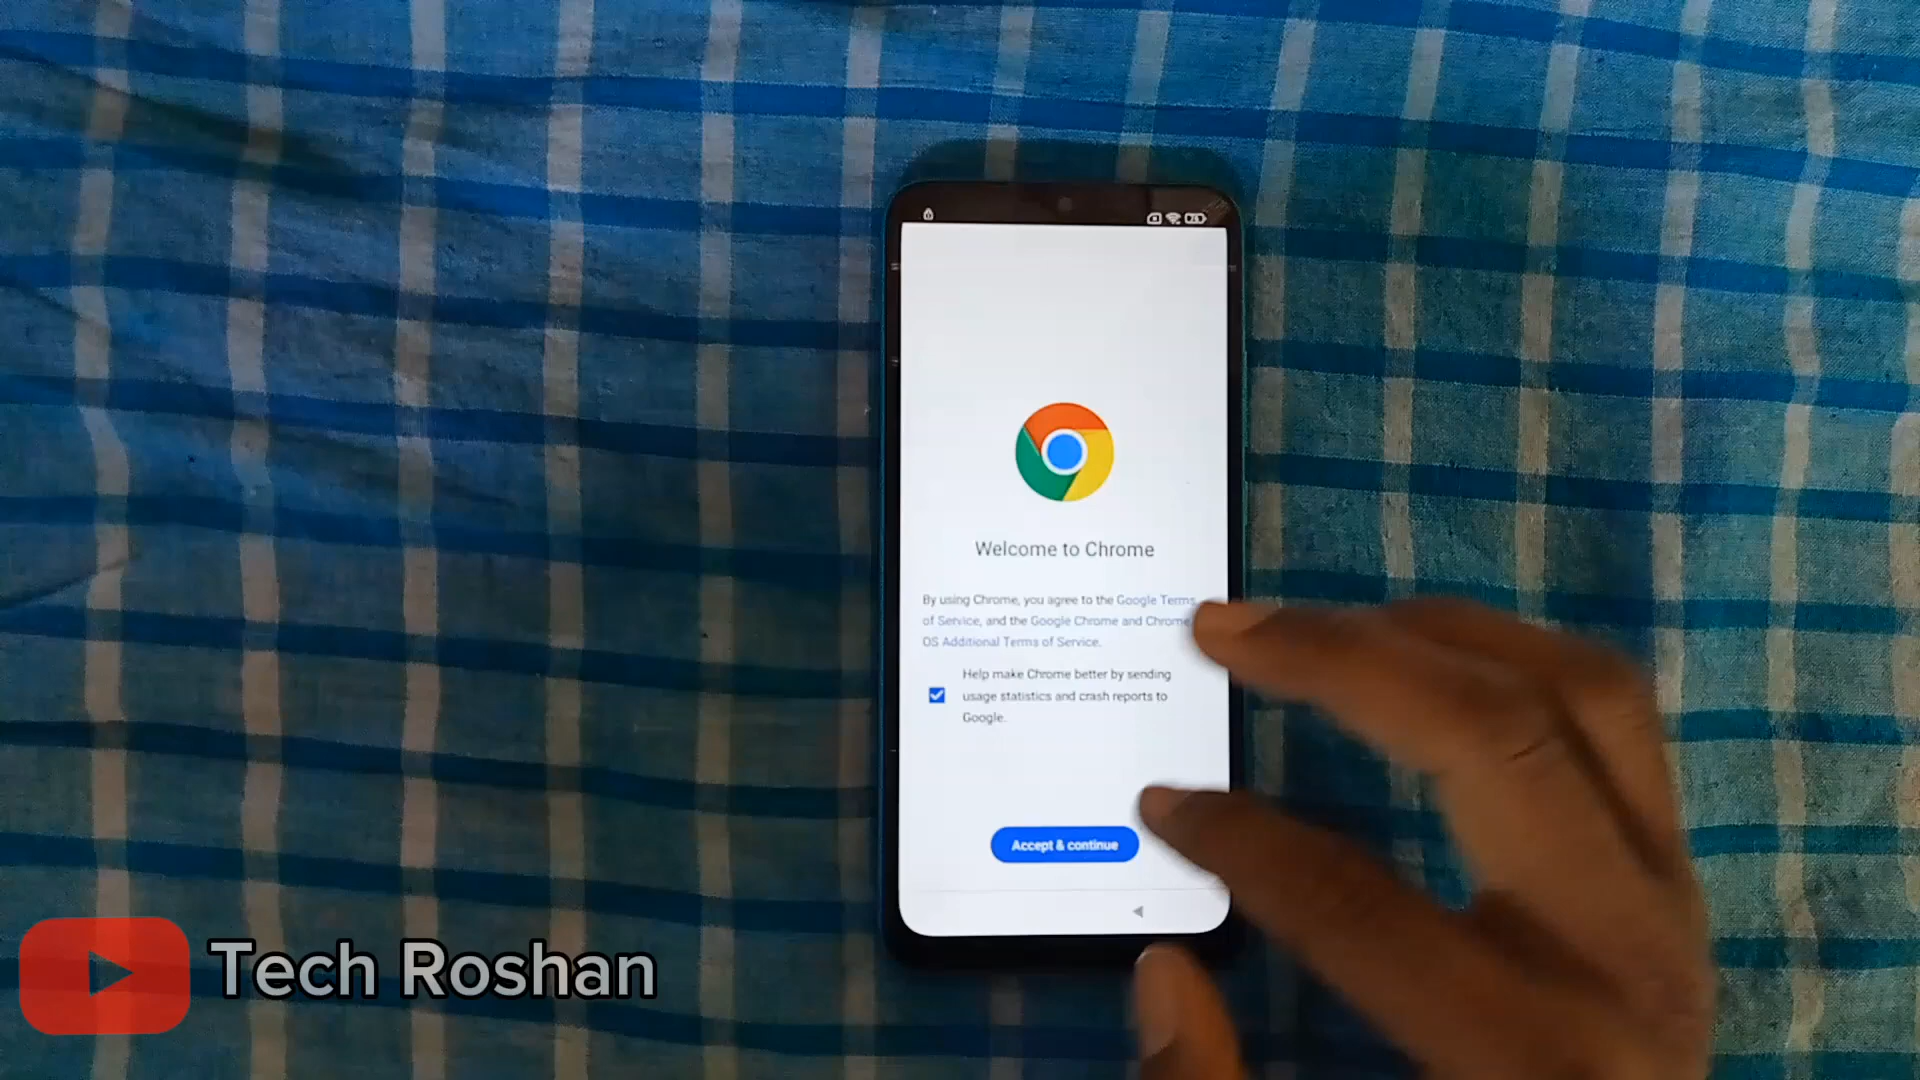 Welcome to Chrome
By using Chrome, you agree to the Google Terms
of Service, and the Google Chrome and Chrome
OS Additional Terms of Service.
Help make Chrome better by sending
usage statistics and crash reports to
Google.
Accept & continue
Tech Roshan